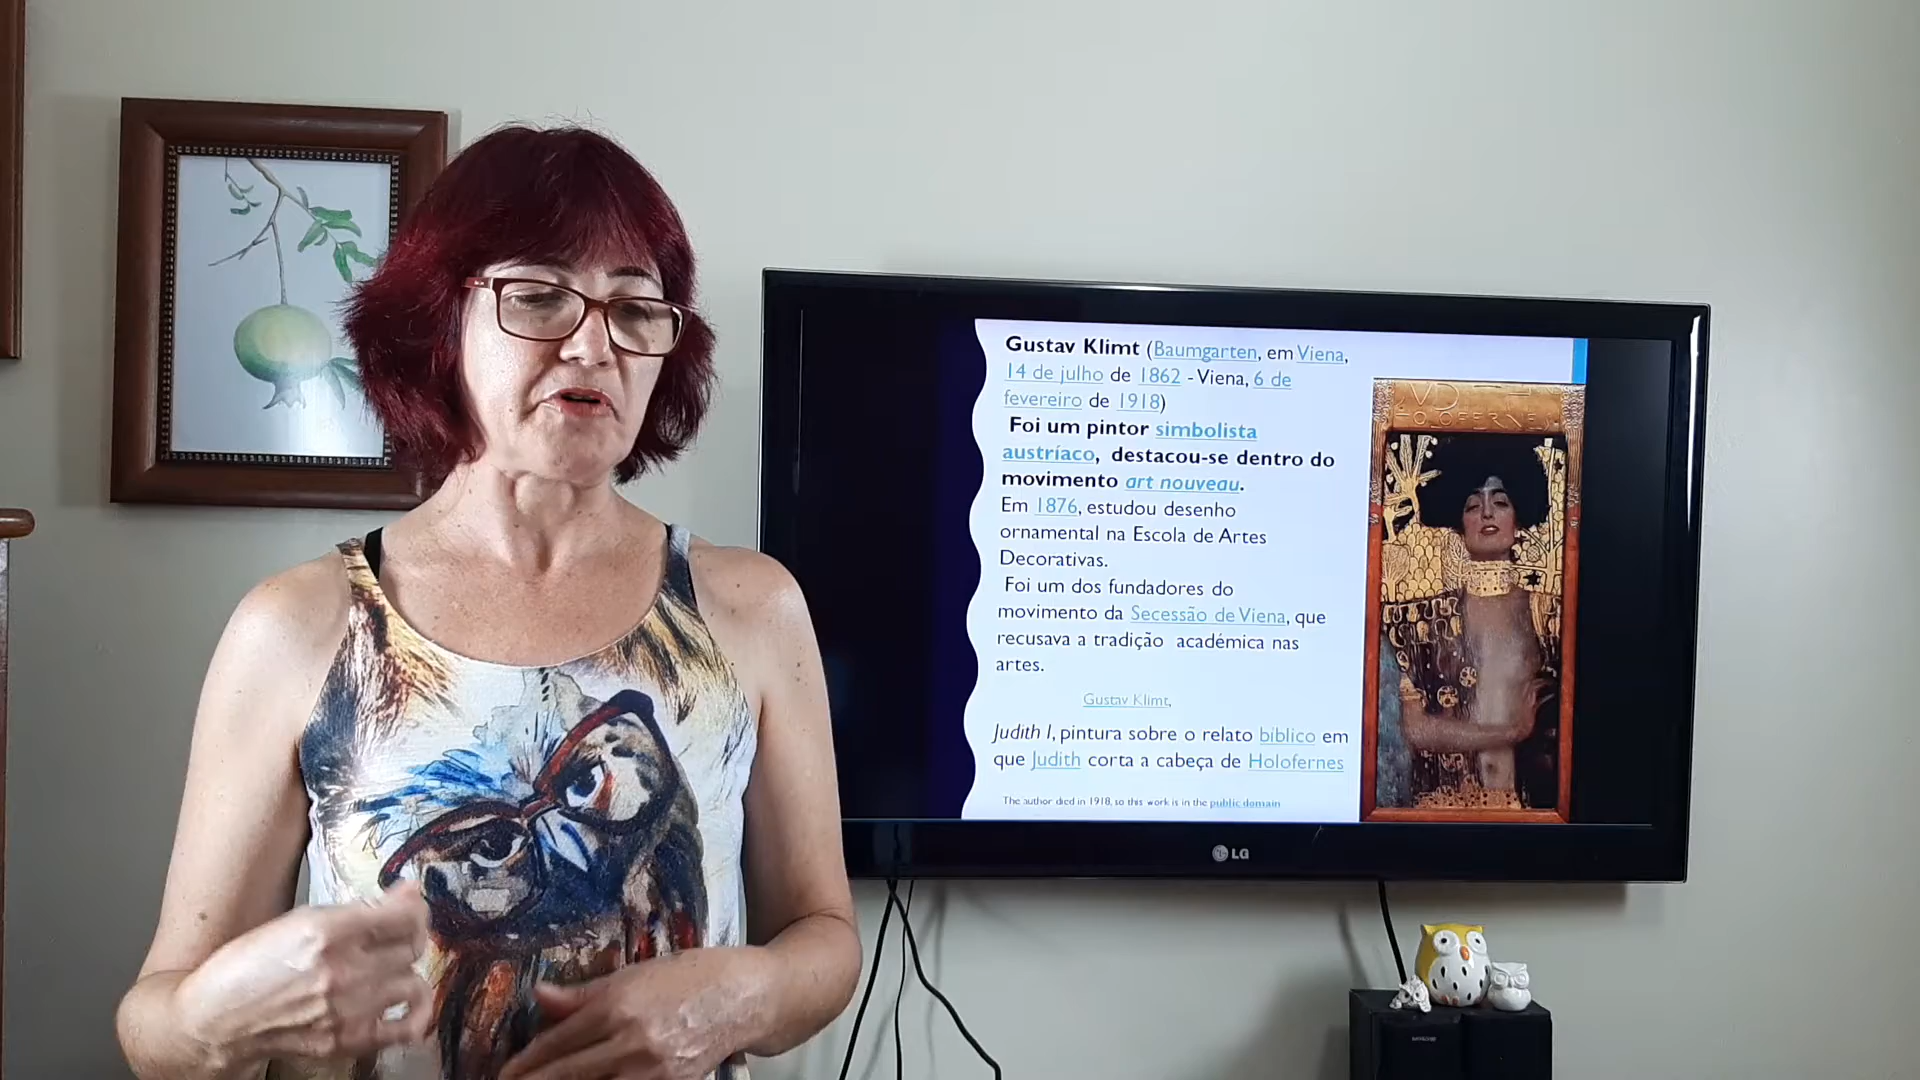 Gustav Klimt (Baumgarten, em Viena,
14 de julho de 1862 - Viena, 6 de
fevereiro de 1918)
Foi um pintor simbolista
austríaco, destacou-se dentro do
movimento art nouveau.
Em 1876, estudou desenho
ornamental na Escola de Artes
Decorativas.
Foi um dos fundadores do
movimento da Secessão de Viena, que
recusava a tradição académica nas
artes.
Gustav Klimt,
Judith I, pintura sobre o relato bíblico em
que Judith corta a cabeça de Holofernes
The author died in 1918, so this work is in the public domain
LG